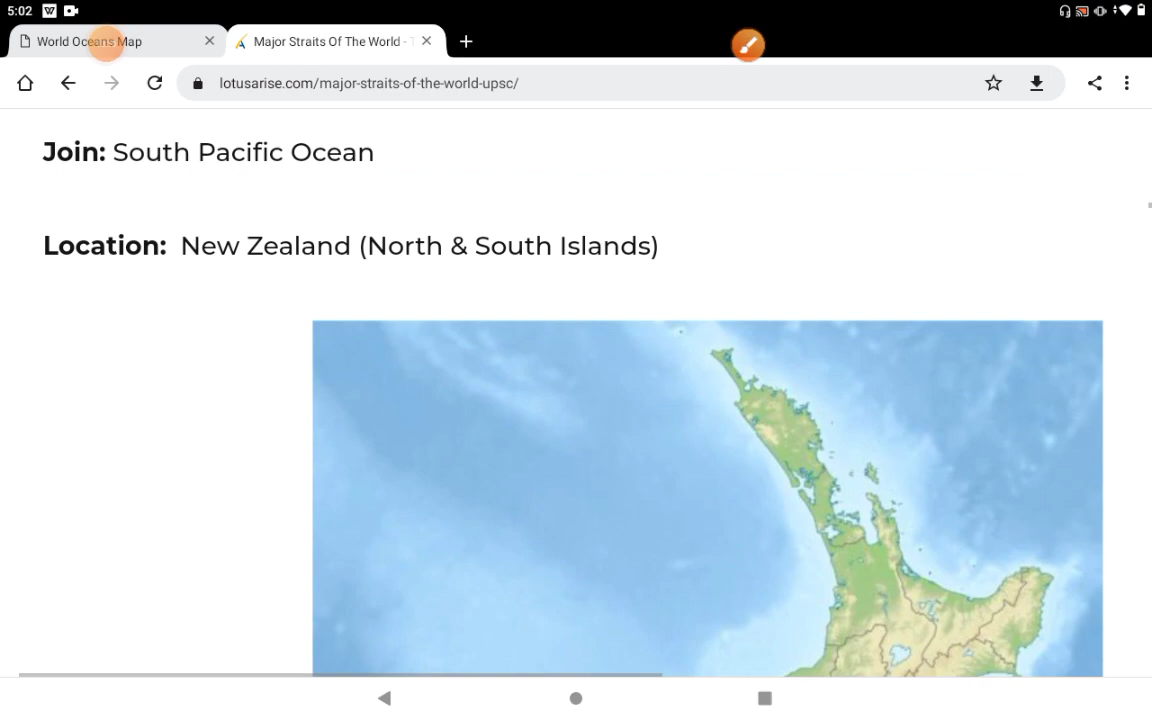 5:02
World Oceans Map
Major Straits Of The World -
lotusarise.com/major-straits-of-the-world-upsc/
Join: South Pacific Ocean
Location: New Zealand (North & South Islands)